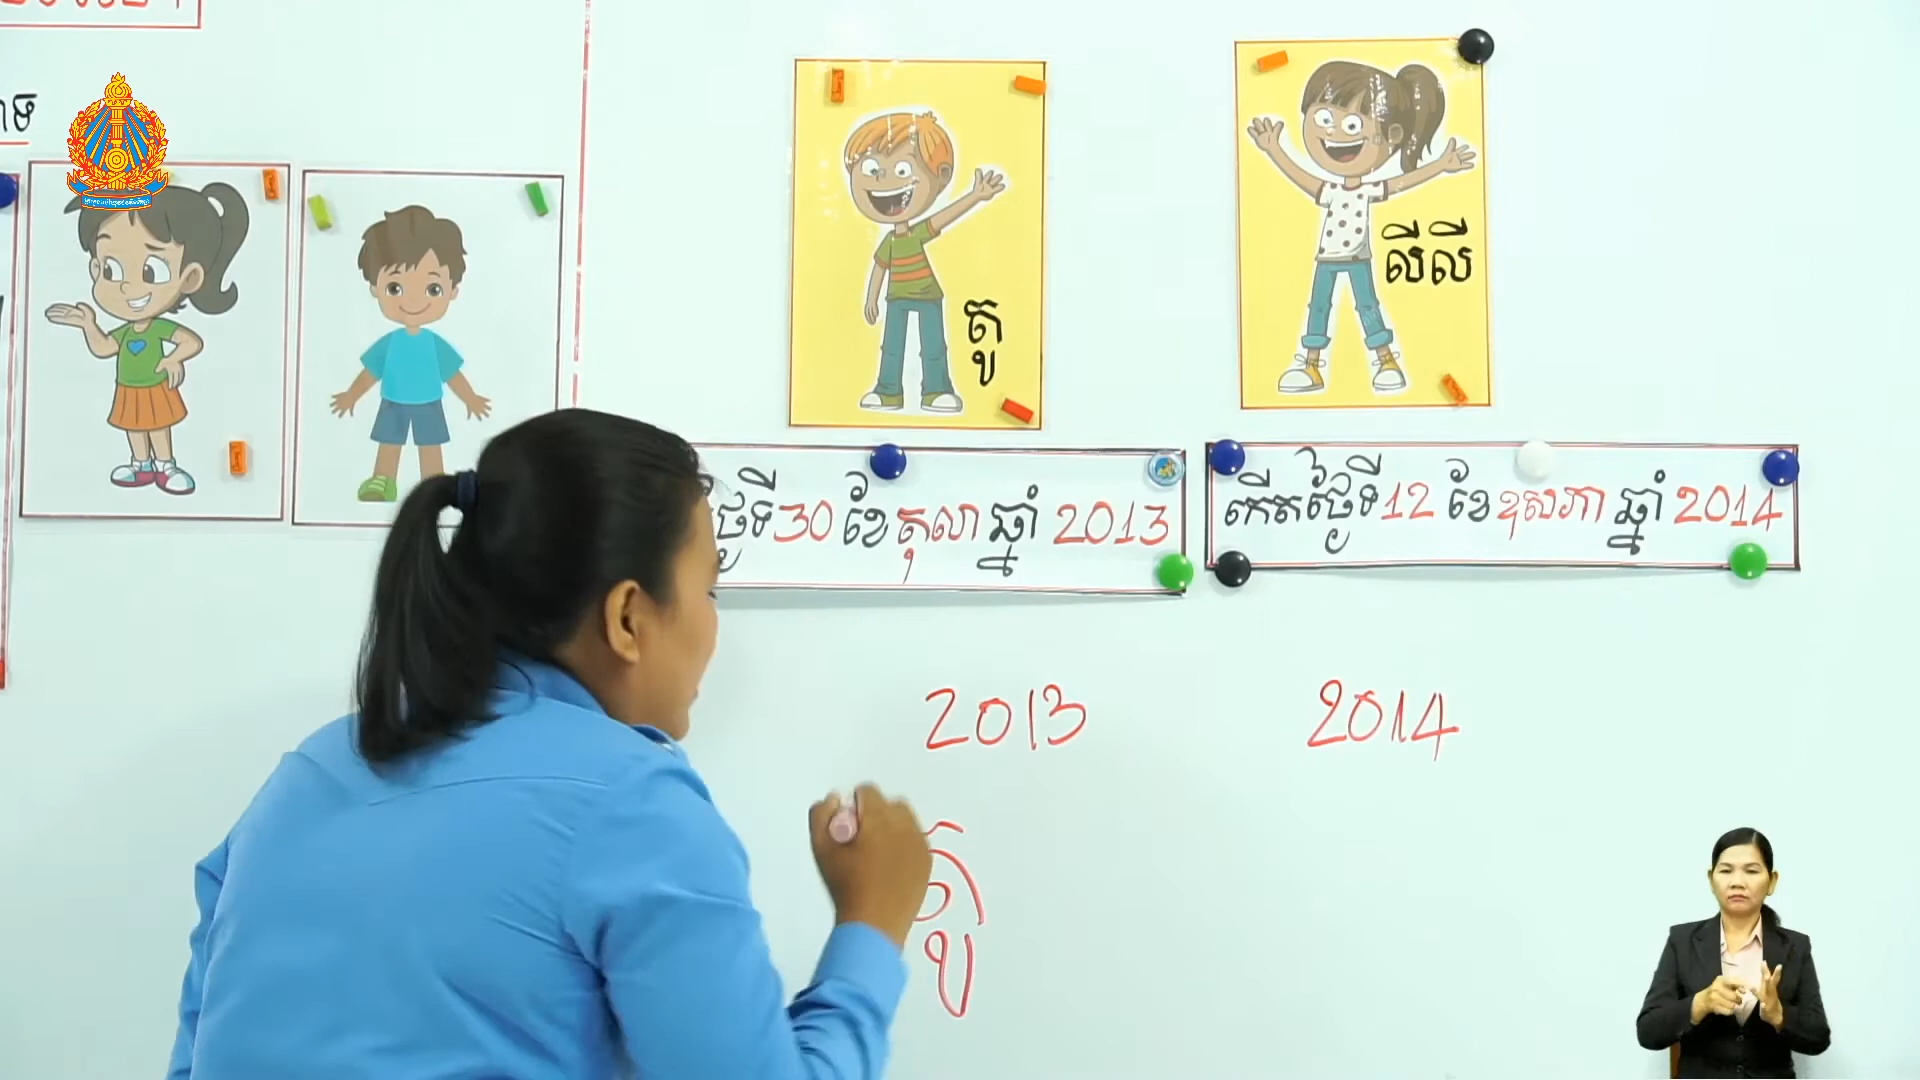 តូ
លីលី
ថ្ងៃទី30 ខែតុលា ឆ្នាំ 2013
កើតថ្ងៃទី12 ខែឧសភា ឆ្នាំ 2014
2013
2014
តូ